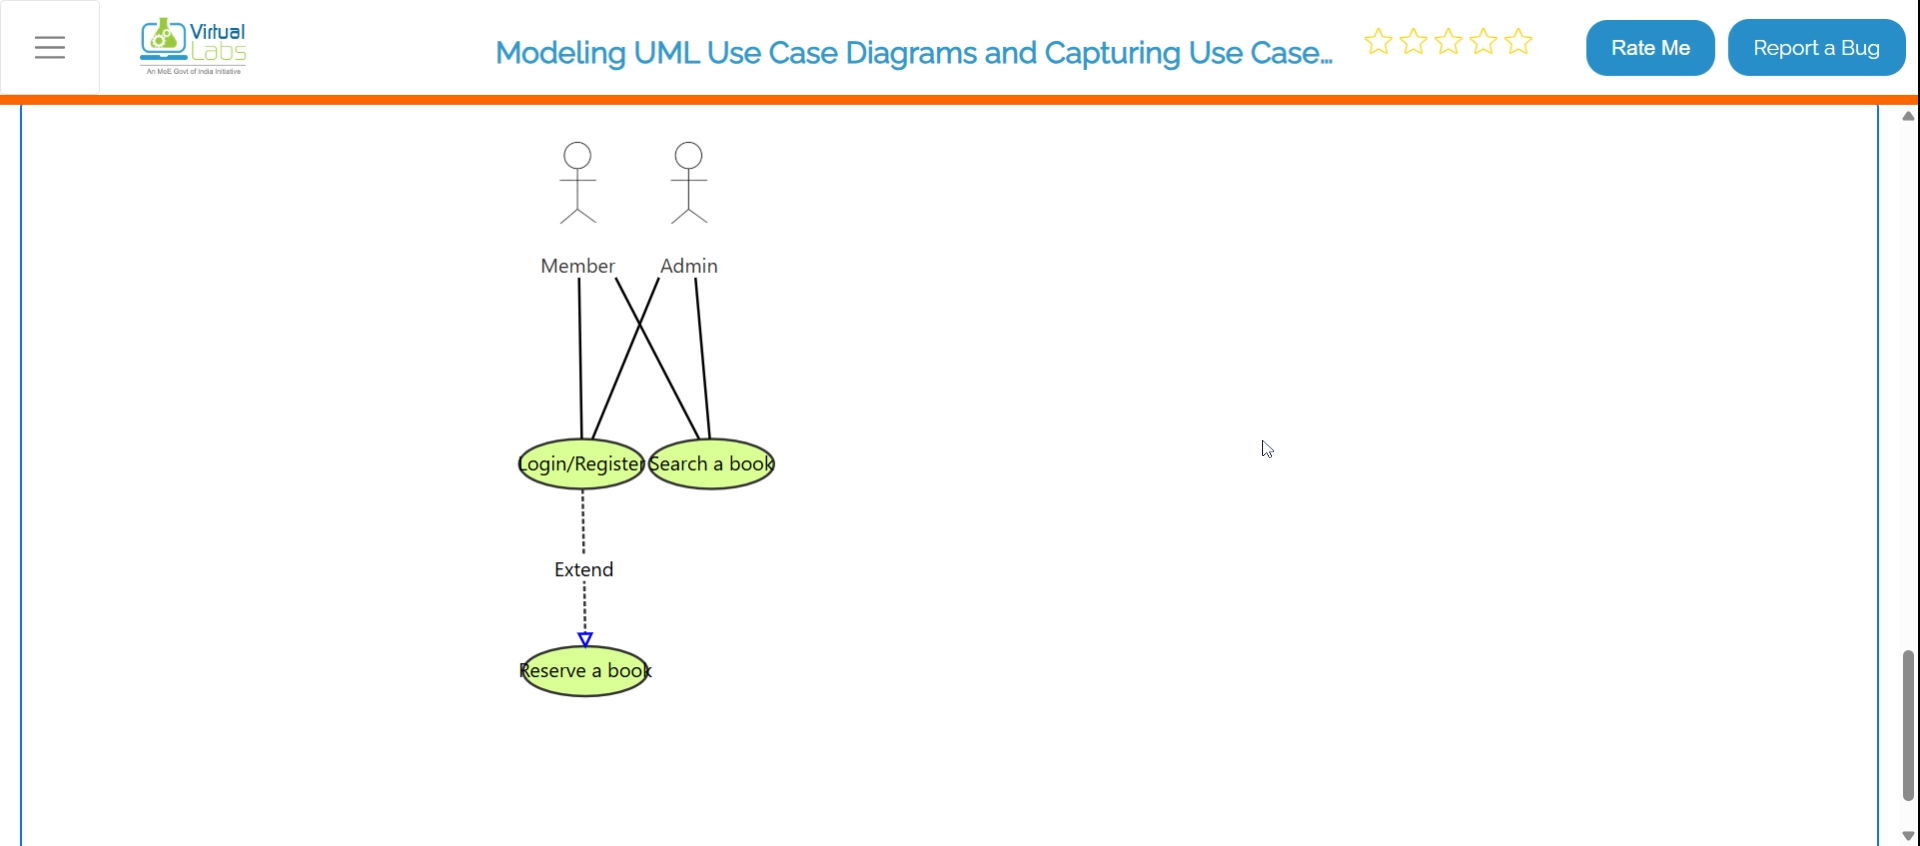 Virtual
Labs
An MoE Govt of India Initiative
Modeling UML Use Case Diagrams and Capturing Use Case...
Rate Me
Report a Bug
Member
Admin
Login/Register
Search a book
Extend
Reserve a book